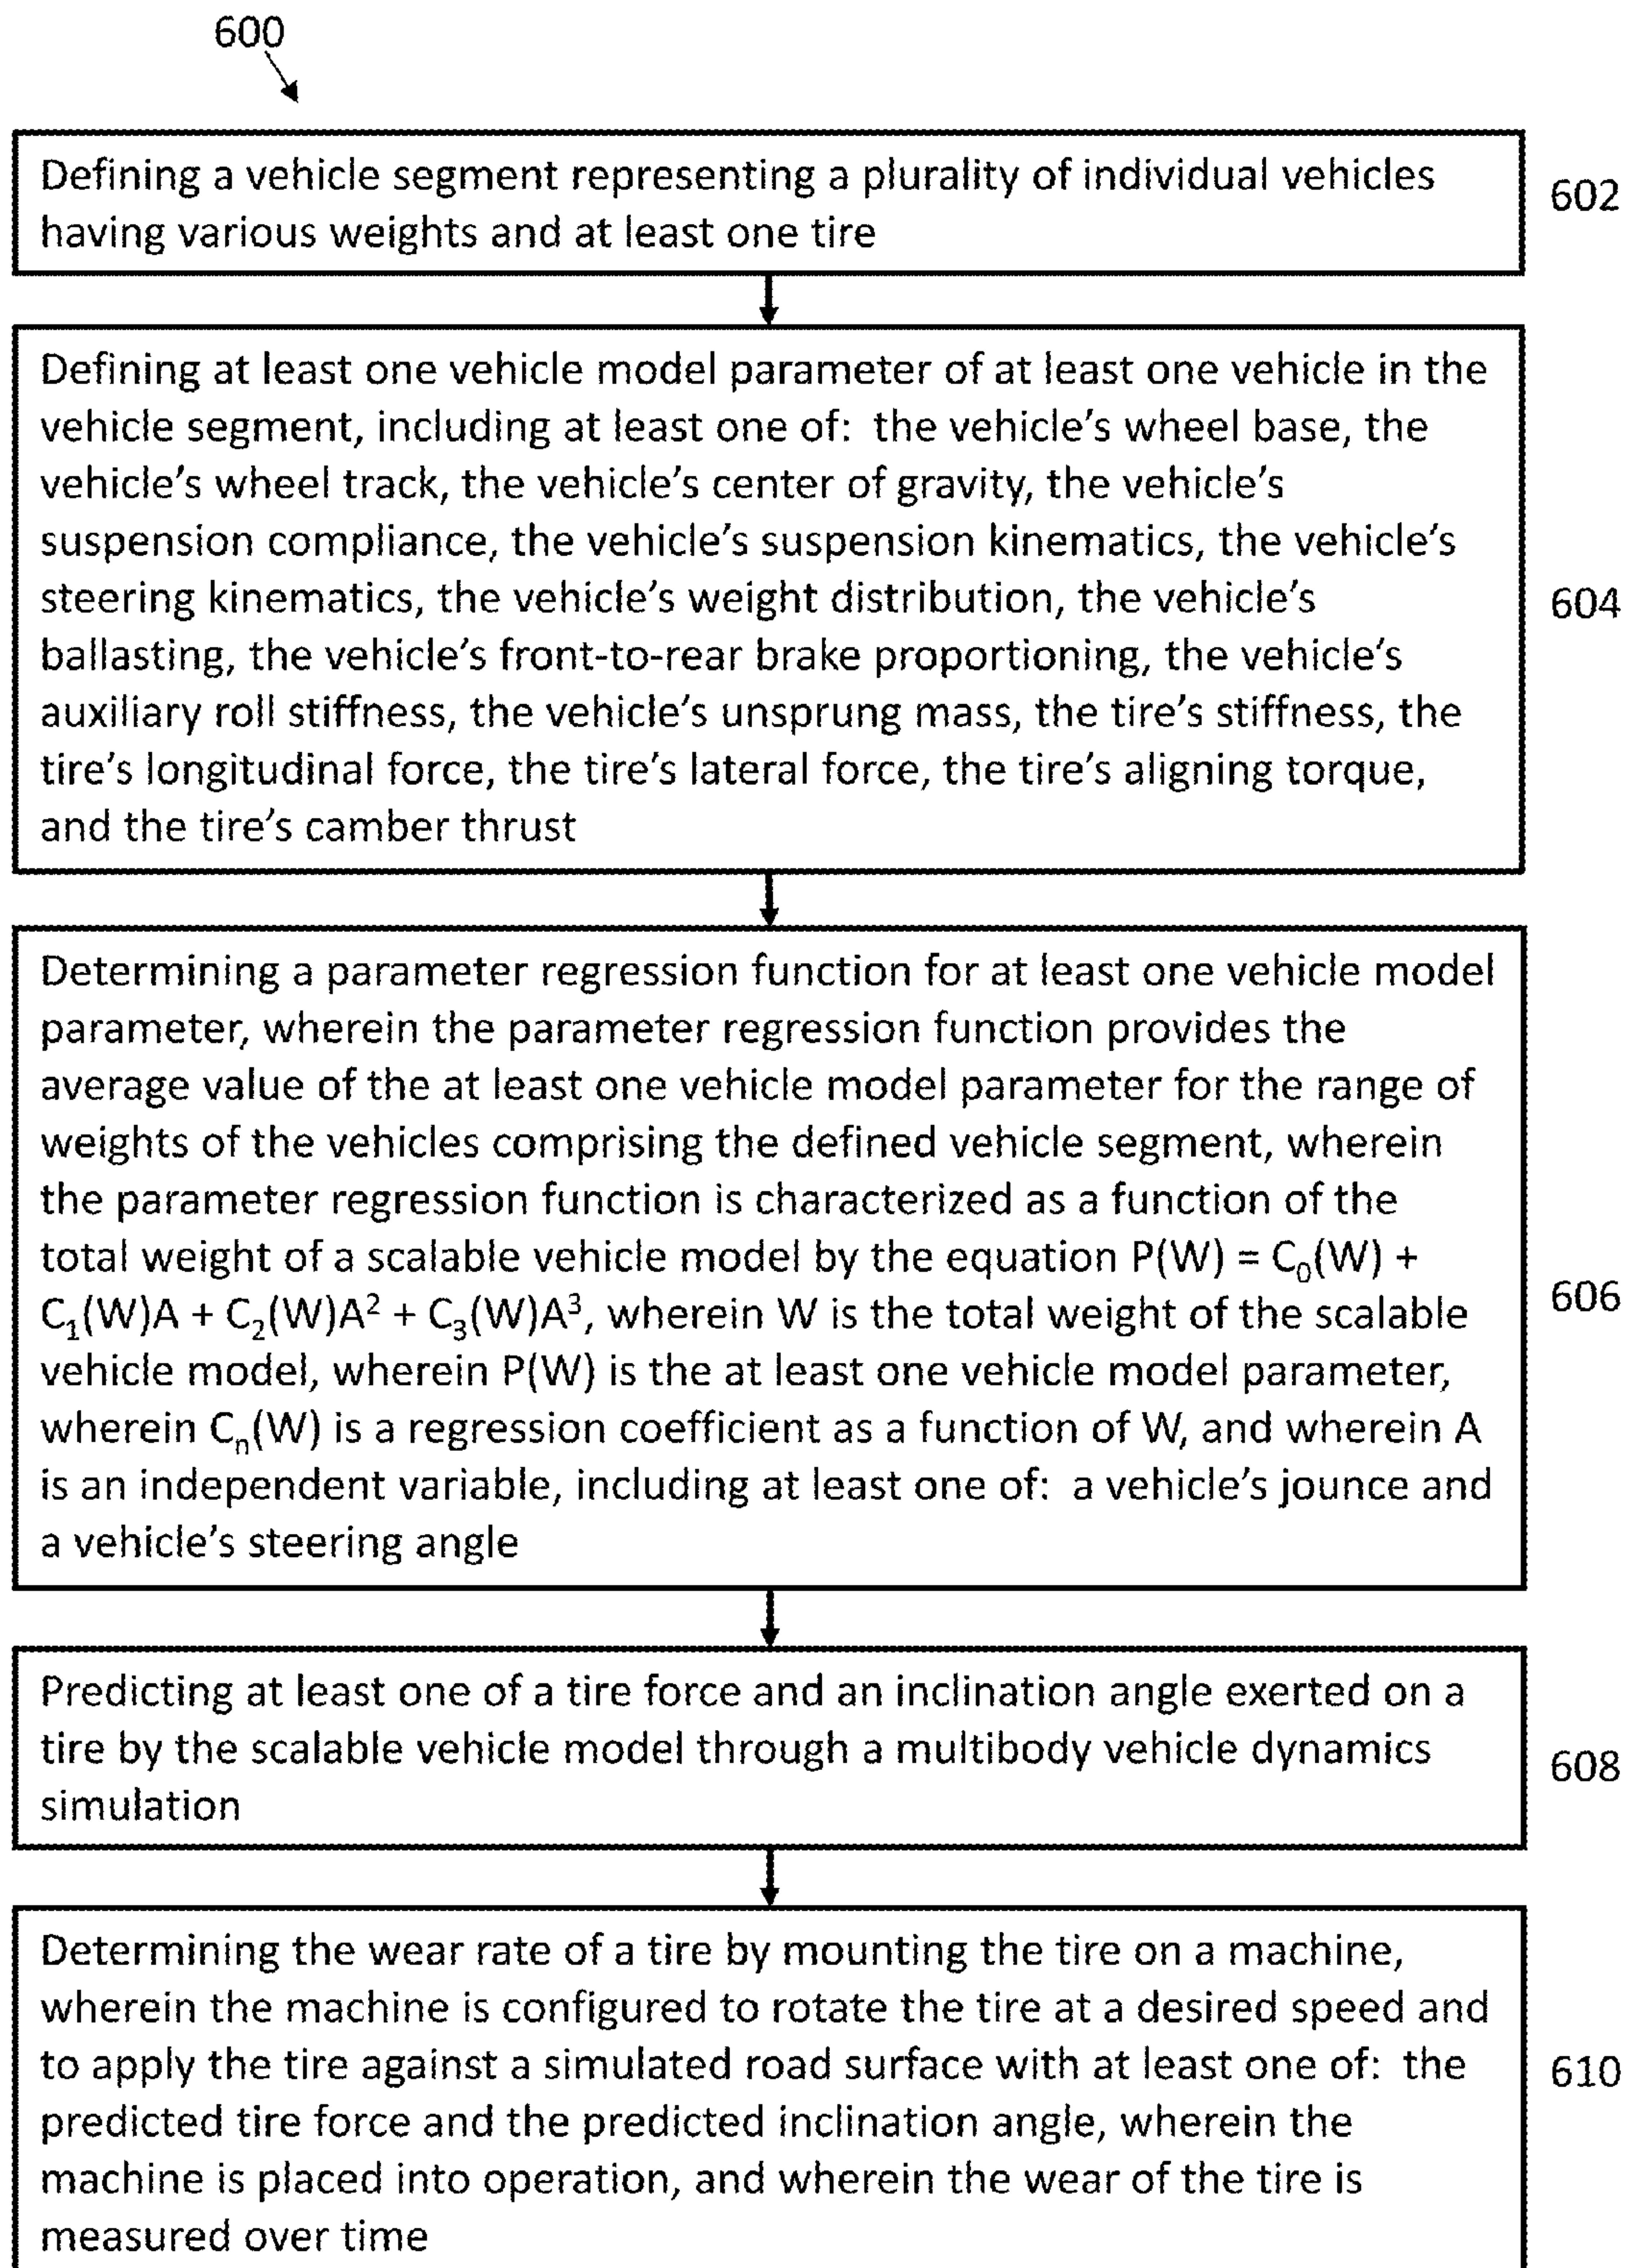 600
Defining a vehicle segment representing a plurality of individual vehicles
having various weights and at least one tire
602
Defining at least one vehicle model parameter of at least one vehicle in the
vehicle segment, including at least one of: the vehicle's wheel base, the
vehicle's wheel track, the vehicle's center of gravity, the vehicle's
suspension compliance, the vehicle's suspension kinematics, the vehicle's
steering kinematics, the vehicle's weight distribution, the vehicle's
ballasting, the vehicle's front-to-rear brake proportioning, the vehicle's
auxiliary roll stiffness, the vehicle's unsprung mass, the tire's stiffness, the
tire's longitudinal force, the tire's lateral force, the tire's aligning torque,
and the tire's camber thrust
604
Determining a parameter regression function for at least one vehicle model
parameter, wherein the parameter regression function provides the
average value of the at least one vehicle model parameter for the range of
weights of the vehicles comprising the defined vehicle segment, wherein
the parameter regression function is characterized as a function of the
total weight of a scalable vehicle model by the equation P(W) = C₀(W) +
C₁(W)A + C₂(W)A² + C₃(W)A³, wherein W is the total weight of the scalable
vehicle model, wherein P(W) is the at least one vehicle model parameter,
wherein Cₙ(W) is a regression coefficient as a function of W, and wherein A
is an independent variable, including at least one of: a vehicle's jounce and
a vehicle's steering angle
606
Predicting at least one of a tire force and an inclination angle exerted on a
tire by the scalable vehicle model through a multibody vehicle dynamics
simulation
608
Determining the wear rate of a tire by mounting the tire on a machine,
wherein the machine is configured to rotate the tire at a desired speed and
to apply the tire against a simulated road surface with at least one of: the
predicted tire force and the predicted inclination angle, wherein the
machine is placed into operation, and wherein the wear of the tire is
measured over time
610